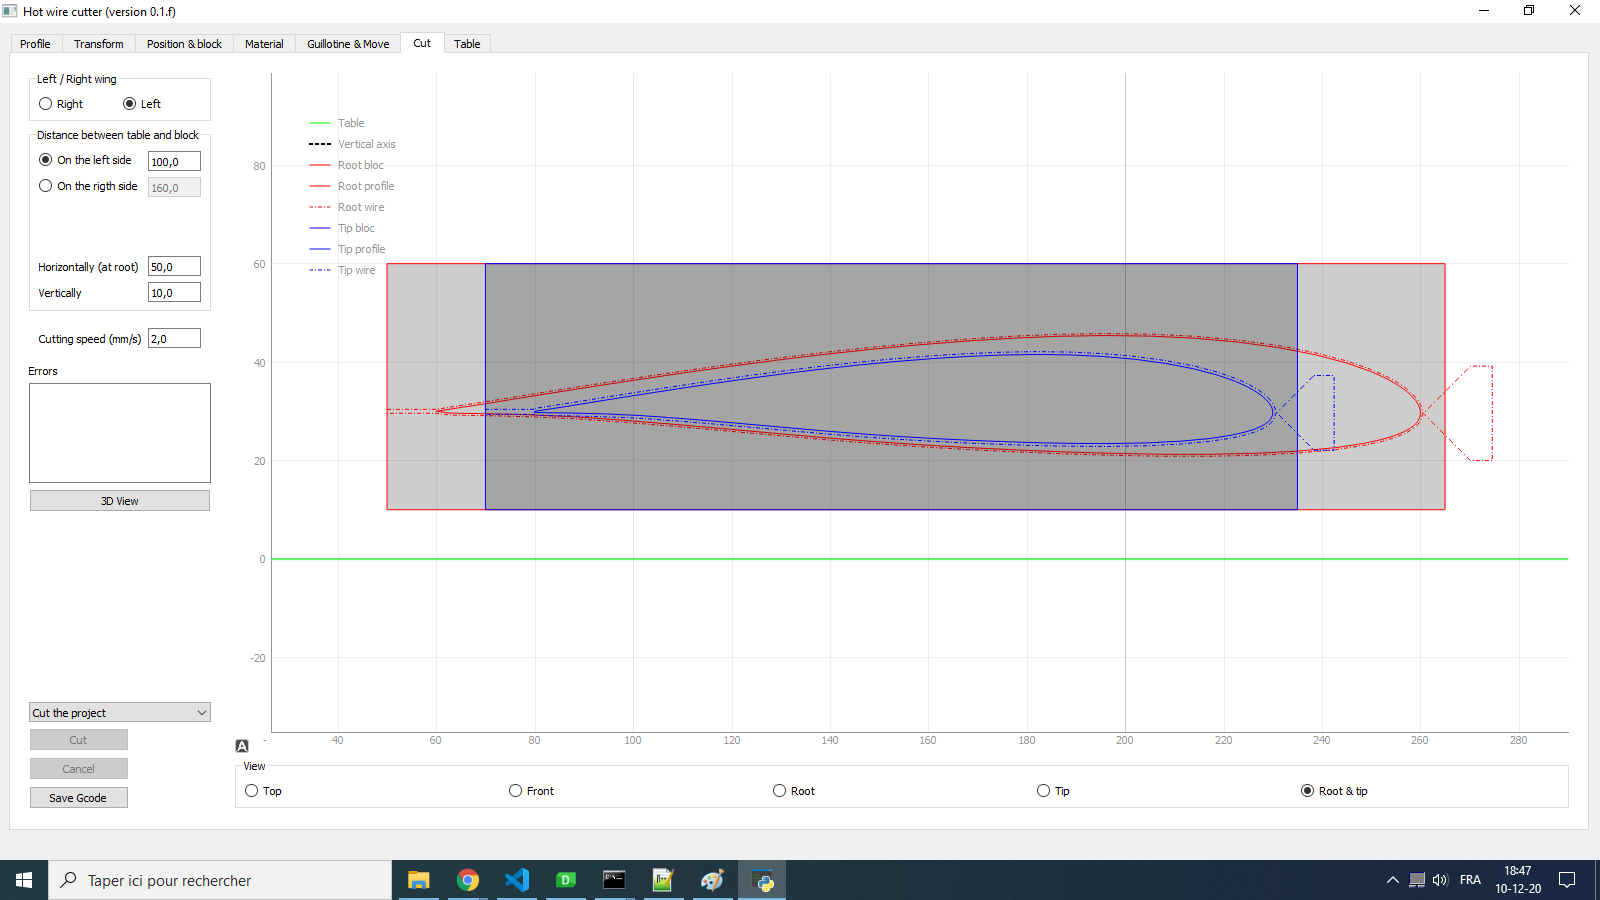 Hot wire cutter (version 0.1.f)
Profile Transform Position & block Material Guillotine & Move Cut Table
Left / Right wing
Right Left
Distance between table and block
On the left side 100,0
On the rigth side 160,0
Horizontally (at root) 50,0
Vertically 10,0
Cutting speed (mm/s) 2,0
Errors
3D View
Cut the project
Cut
Cancel
Save Gcode
Table
Vertical axis
Root bloc
Root profile
Root wire
Tip bloc
Tip profile
Tip wire
80
60
40
20
0
-20
A
40 60 80 100 120 140 160 180 200 220 240 260 280
View
Top Front Root Tip Root & tip
Taper ici pour rechercher
FRA
18:47
10-12-20